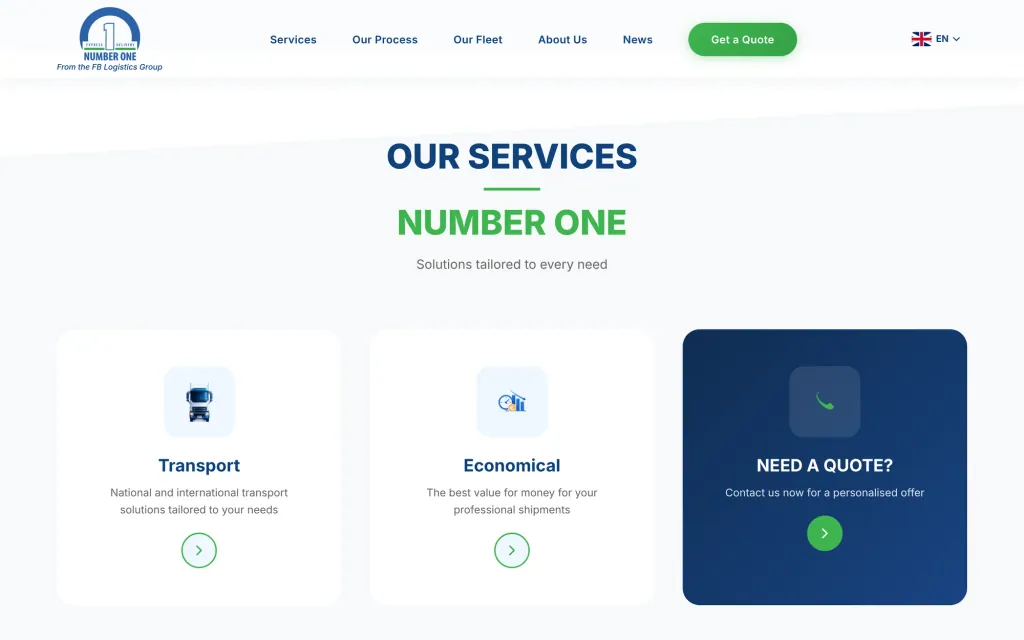 1
EXPRESS DELIVERY
NUMBER ONE
From the FB Logistics Group
Services
Our Process
Our Fleet
About Us
News
Get a Quote
EN
OUR SERVICES
NUMBER ONE
Solutions tailored to every need
Transport
National and international transport
solutions tailored to your needs
Economical
The best value for money for your
professional shipments
NEED A QUOTE?
Contact us now for a personalised offer